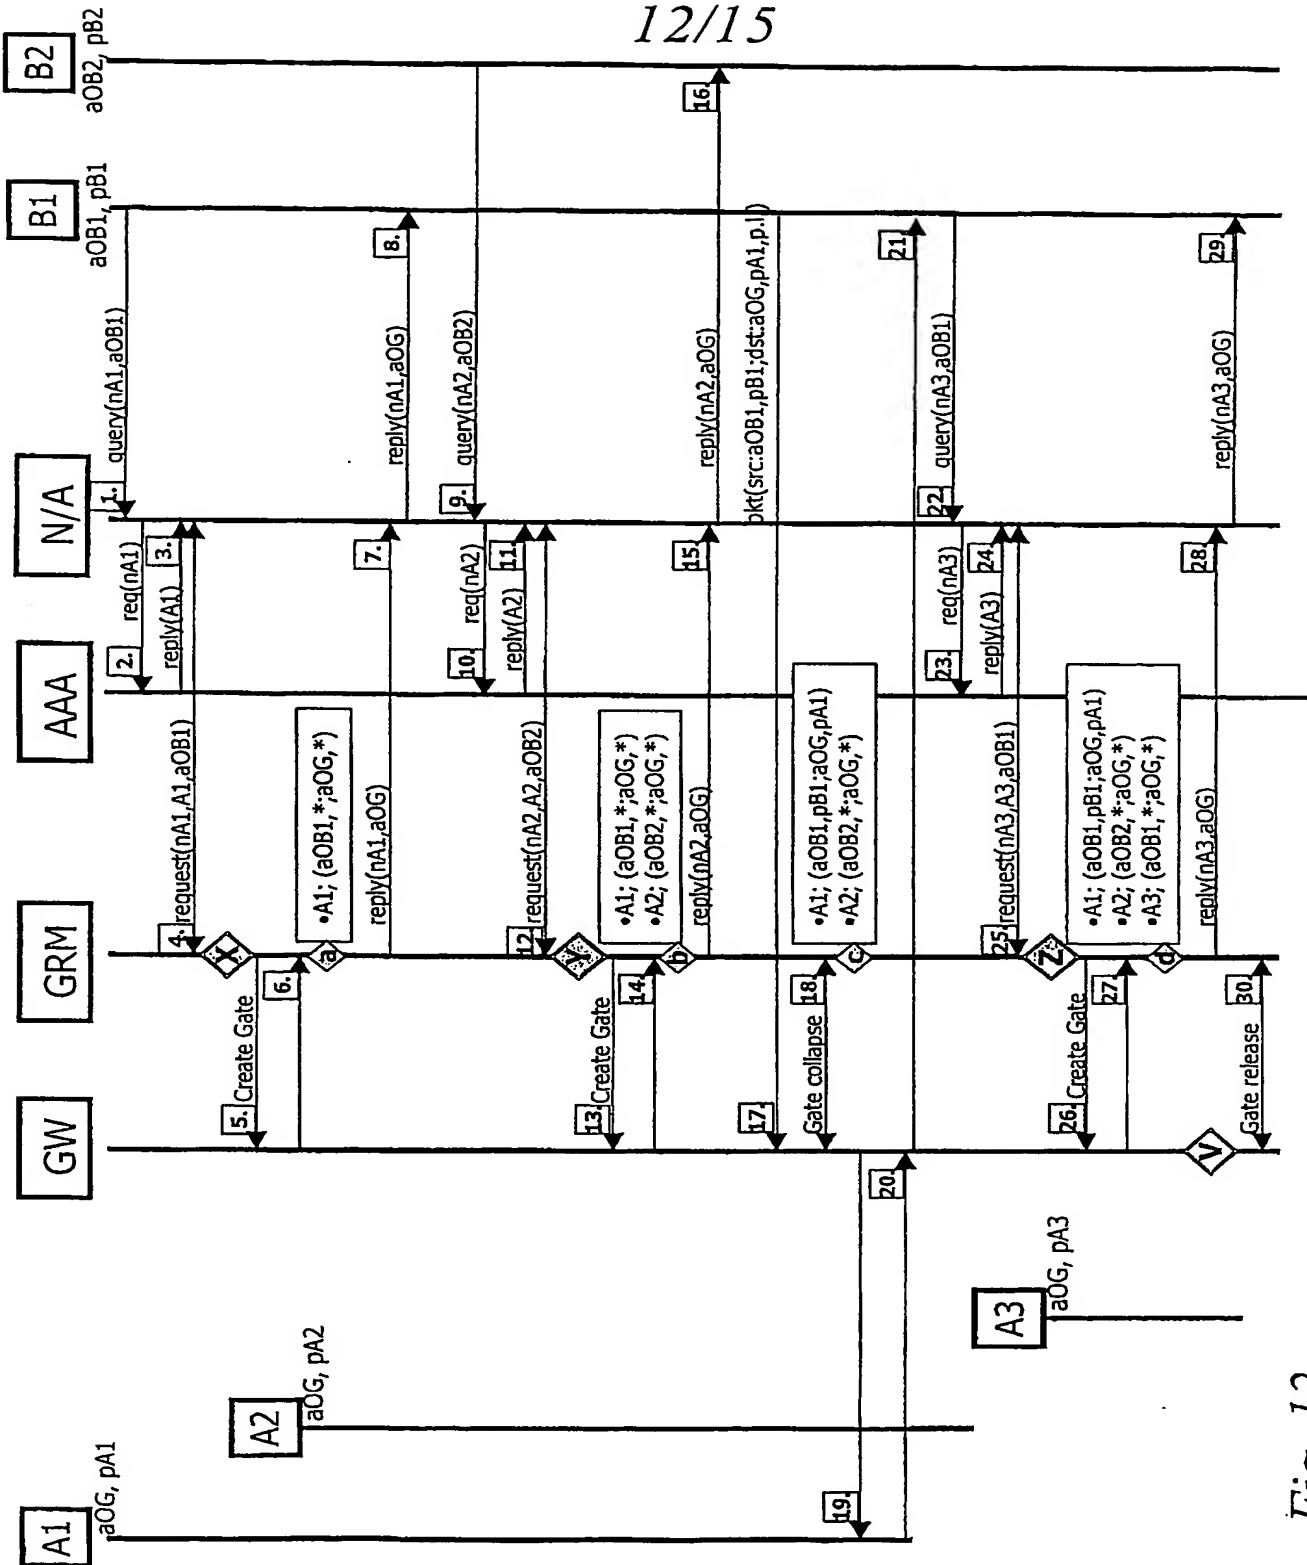 12/15
A1
aOG, pA1
A2
aOG, pA2
A3
aOG, pA3
GW
GRM
AAA
N/A
B1
aOB1, pB1
B2
aOB2, pB2
1.
query(nA1,aOB1)
2.
req(nA1)
3.
reply(A1)
4.
request(nA1,A1,aOB1)
X
5.
Create Gate
6.
a
•A1; (aOB1,*;aOG,*)
7.
reply(nA1,aOG)
8.
reply(nA1,aOG)
9.
query(nA2,aOB2)
10.
req(nA2)
11.
reply(A2)
12.
request(nA2,A2,aOB2)
Y
13.
Create Gate
14.
b
•A1; (aOB1,*;aOG,*)
•A2; (aOB2,*;aOG,*)
15.
reply(nA2,aOG)
16.
reply(nA2,aOG)
17.
pkt(src:aOB1,pB1;dst:aOG,pA1,p.l.)
18.
Gate collapse
c
•A1; (aOB1,pB1;aOG,pA1)
•A2; (aOB2,*;aOG,*)
19.
20.
21.
22.
query(nA3,aOB1)
23.
req(nA3)
24.
reply(A3)
25.
request(nA3,A3,aOB1)
Z
26.
Create Gate
27.
d
•A1; (aOB1,pB1;aOG,pA1)
•A2; (aOB2,*;aOG,*)
•A3; (aOB1,*;aOG,*)
28.
reply(nA3,aOG)
29.
reply(nA3,aOG)
V
30.
Gate release
Fig. 12